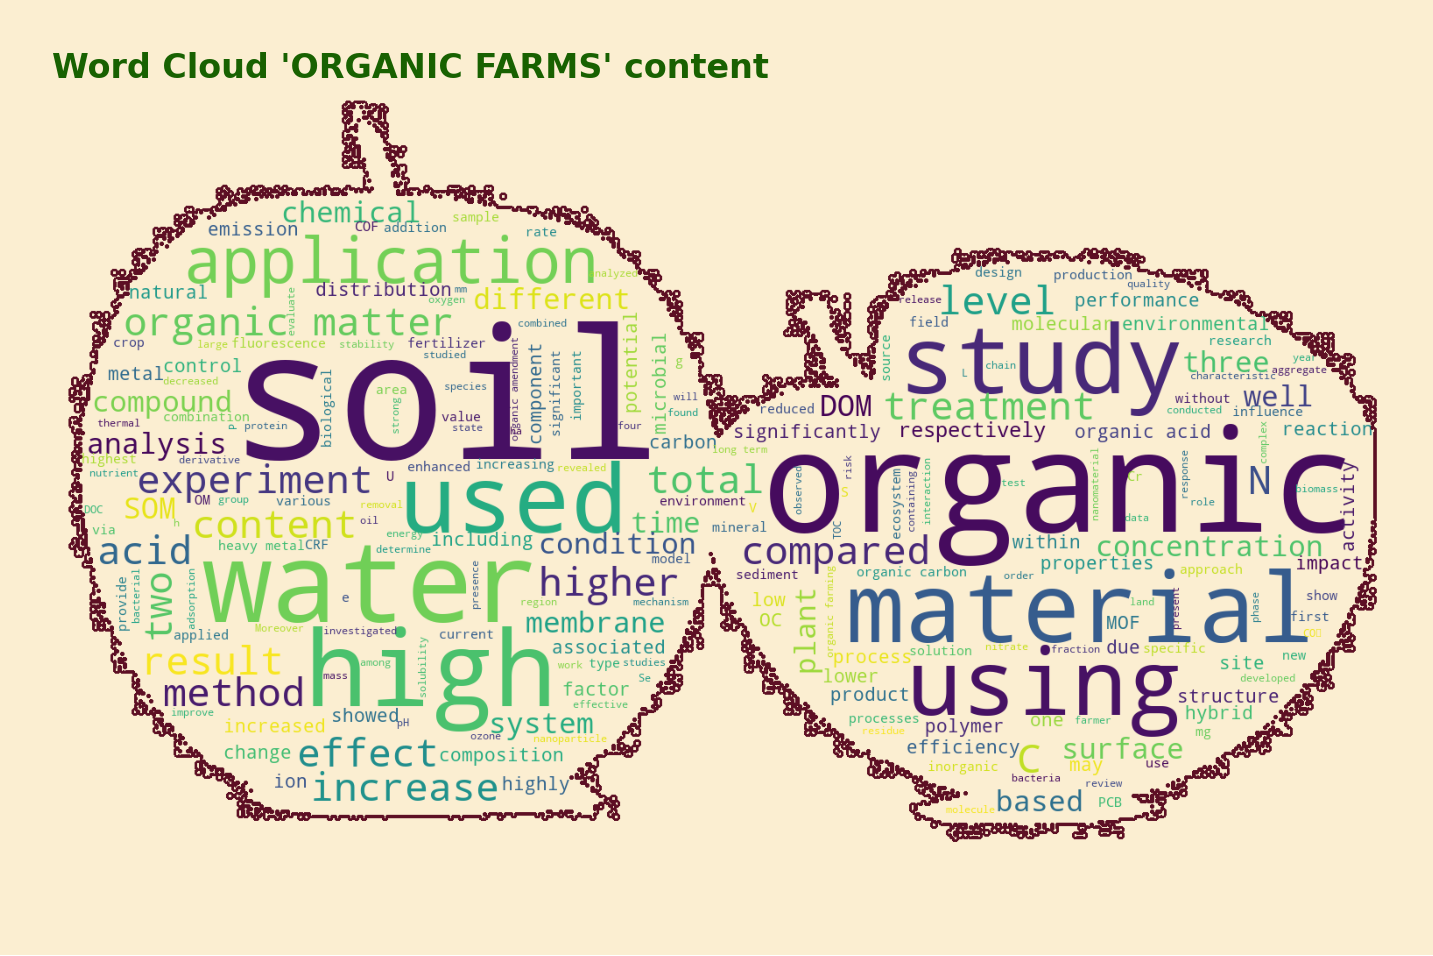 Word Cloud 'ORGANIC FARMS' content
chemical
sample
emission
COF
addition
rate
application
analyzed
natural
distribution
mm
oxygen
different
organic matter
evaluate
combined
crop
large
fluorescence
stability
fertilizer
studied
potential
microbial
g
control
metal
decreased
soil
biological
area
strong
species
organic amendment
component
significant
important
compound
combination
thermal
P
protein
value
state
ha
four
will
found
analysis
carbon
highest
derivative
nutrient
enhanced
increasing
revealed
experiment
U
used
total
SOM
OM
group
various
removal
environment
V
DOC
via
h
content
oil
energy
time
mineral
acid
heavy metal
CRF
determine
including
condition
model
water
higher
provide
bacterial
two
adsorption
e
presence
region
mechanism
applied
Moreover
investigated
current
membrane
high
among
solubility
associated
work
type
studies
result
mass
Se
method
factor
effective
improve
showed
pH
increased
system
ozone
nanoparticle
change
effect
composition
ion
increase
highly
design
production
quality
release
level
performance
field
molecular
environmental
source
study
research
chain
L
three
year
characteristic
aggregate
reduced
DOM
treatment
without
well
conducted
influence
significantly
respectively
organic acid
reaction
long term
complex
organic
observed
risk
S
ecosystem
containing
interaction
test
nanomaterial
Cr
response
role
N
biomass
activity
TOC
data
compared
within
concentration
sediment
organic carbon
order
properties
approach
impact
low
OC
organic farming
plant
material
land
MOF
present
phase
show
first
process
solution
nitrate
fraction
due
specific
new
lower
site
developed
product
using
structure
processes
residue
polymer
one
farmer
hybrid
mg
efficiency
C
surface
inorganic
may
use
bacteria
review
molecule
based
PCB